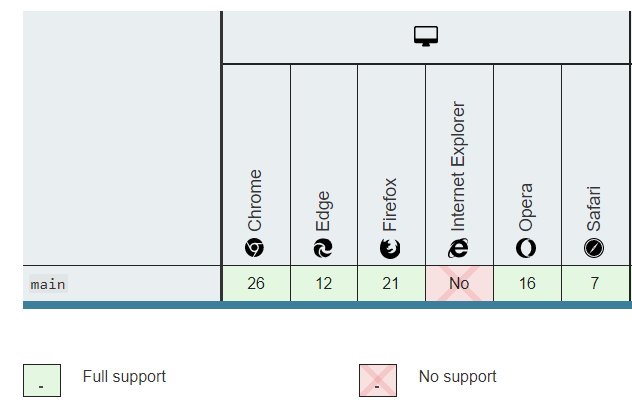 Chrome
Edge
Firefox
Internet Explorer
Opera
Safari
main 26 12 21 No 16 7
- Full support - No support